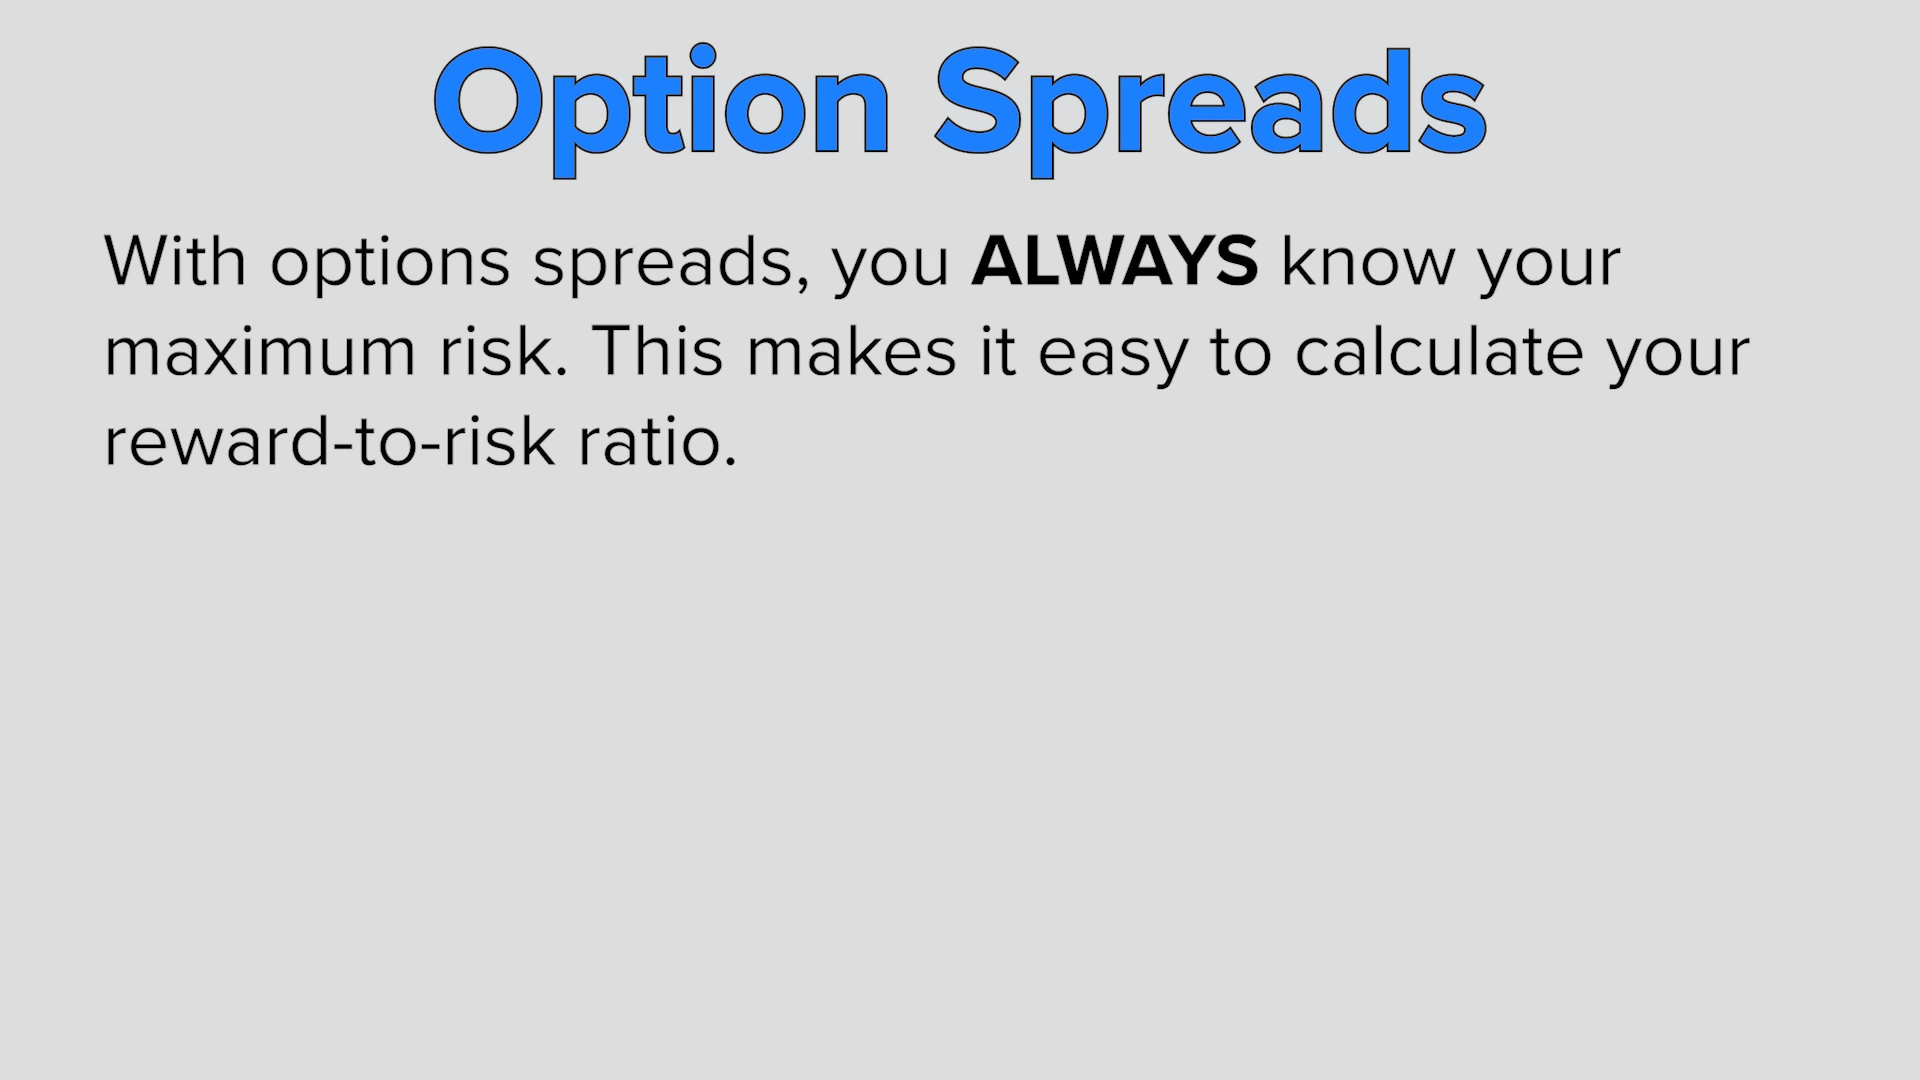 Option Spreads
With options spreads, you ALWAYS know your
maximum risk. This makes it easy to calculate your
reward-to-risk ratio.